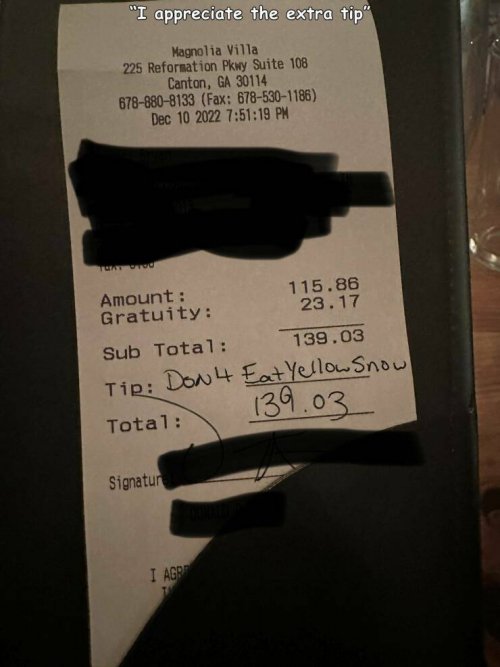 "I appreciate the extra tip"
Magnolia Villa
225 Reformation Pkwy Suite 108
Canton, GA 30114
678-880-8133 (Fax: 678-530-1186)
Dec 10 2022 7:51:19 PM
Amount: 115.86
Gratuity: 23.17
Sub Total: 139.03
Tip: Don4 Eat Yellow Snow
Total: 139.03
Signatur
I AGR